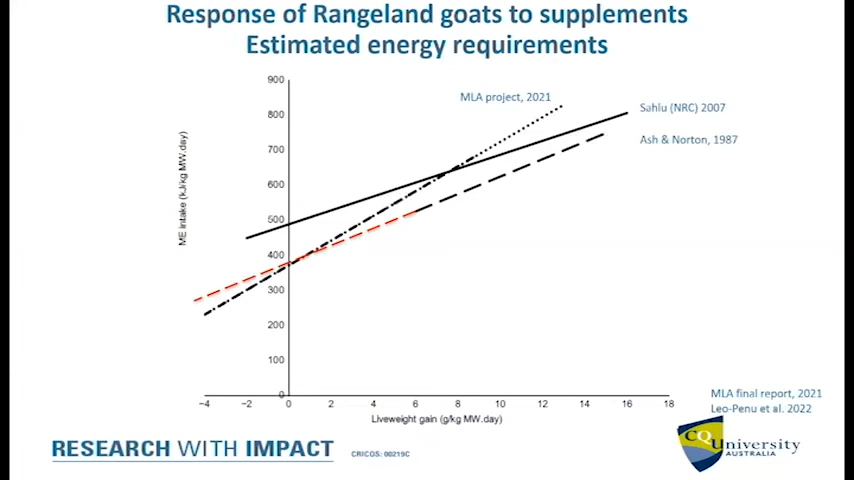 Response of Rangeland goats to supplements
Estimated energy requirements
900
800
700
600
500
400
300
200
100
0
ME intake (kJ/kg MW.day)
MLA project, 2021
Sahlu (NRC) 2007
Ash & Norton, 1987
−4 −2 0 2 4 6 8 10 12 14 16 18
Liveweight gain (g/kg MW.day)
MLA final report, 2021
Leo-Penu et al. 2022
RESEARCH WITH IMPACT
CRICOS: 00219C
CQUniversity
AUSTRALIA